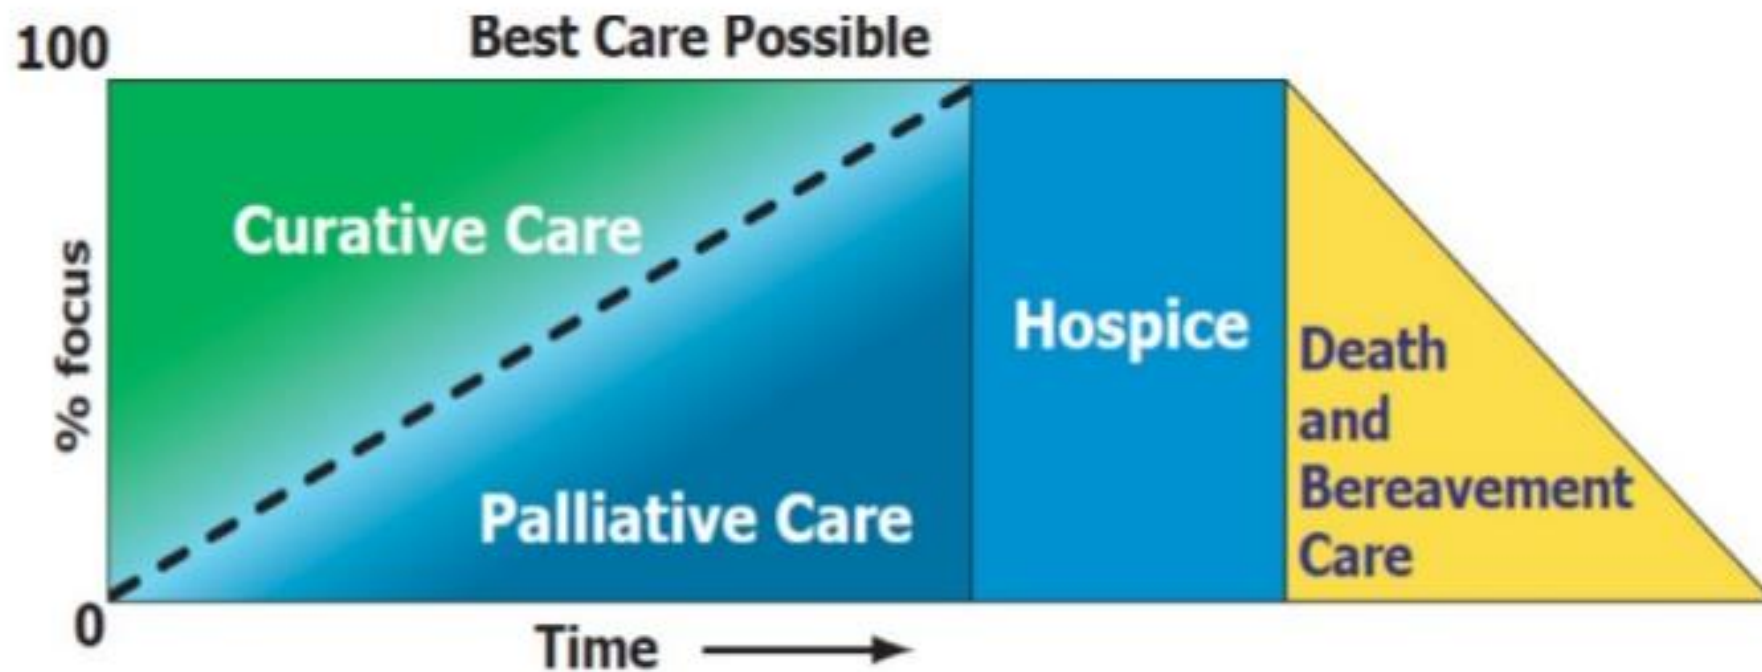 Best Care Possible
100
% focus
0
Curative Care
Palliative Care
Hospice
Death
and
Bereavement
Care
Time